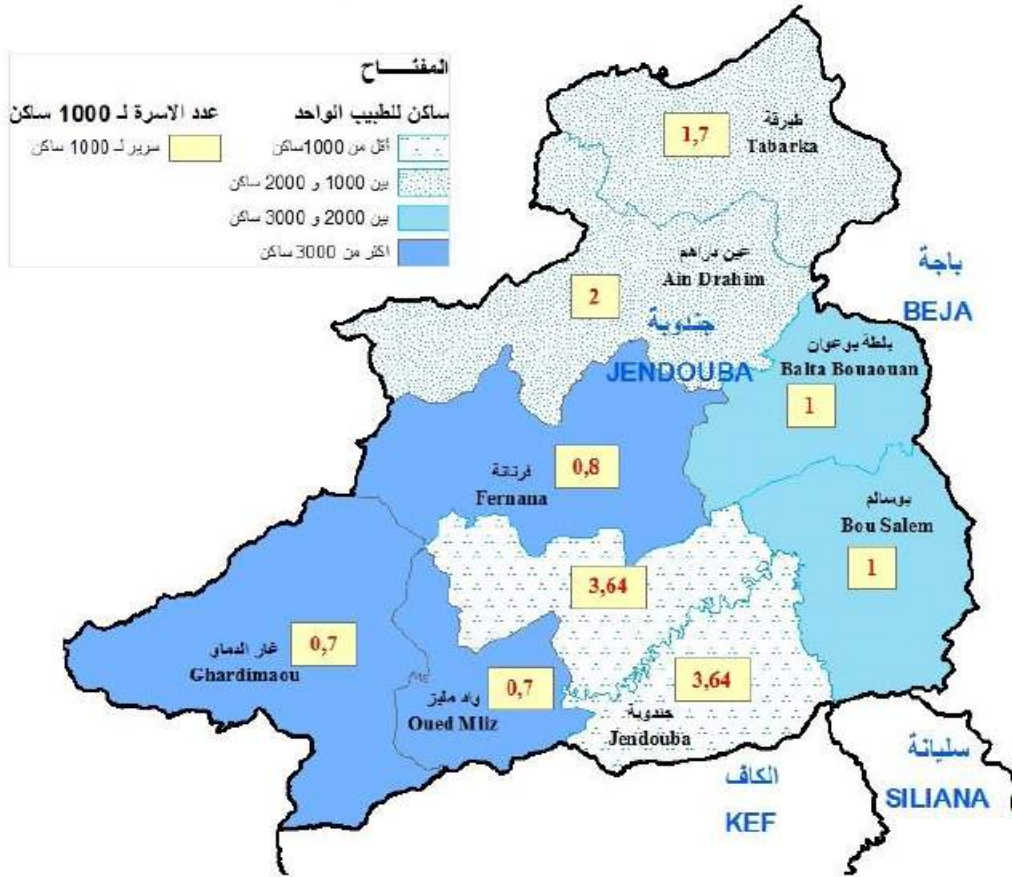 المفتـــاح
ساكن للطبيب الواحد
أقل من 1000ساكن
بين 1000 و 2000 ساكن
بين 2000 و 3000 ساكن
اكثر من 3000 ساكن
عدد الاسرة لـ 1000 ساكن
سرير لـ 1000 ساكن
طبرقة
Tabarka
1,7
عين دراهم
Ain Drahim
2
جندوبة
JENDOUBA
باجة
BEJA
بلطة بوعوان
Balta Bouaouan
1
فرنانة
Fernana
0,8
بوسالم
Bou Salem
1
3,64
غار الدماو
Ghardimaou
0,7
واد مليز
Oued Mliz
0,7
3,64
جندوبة
Jendouba
الكاف
KEF
سليانة
SILIANA